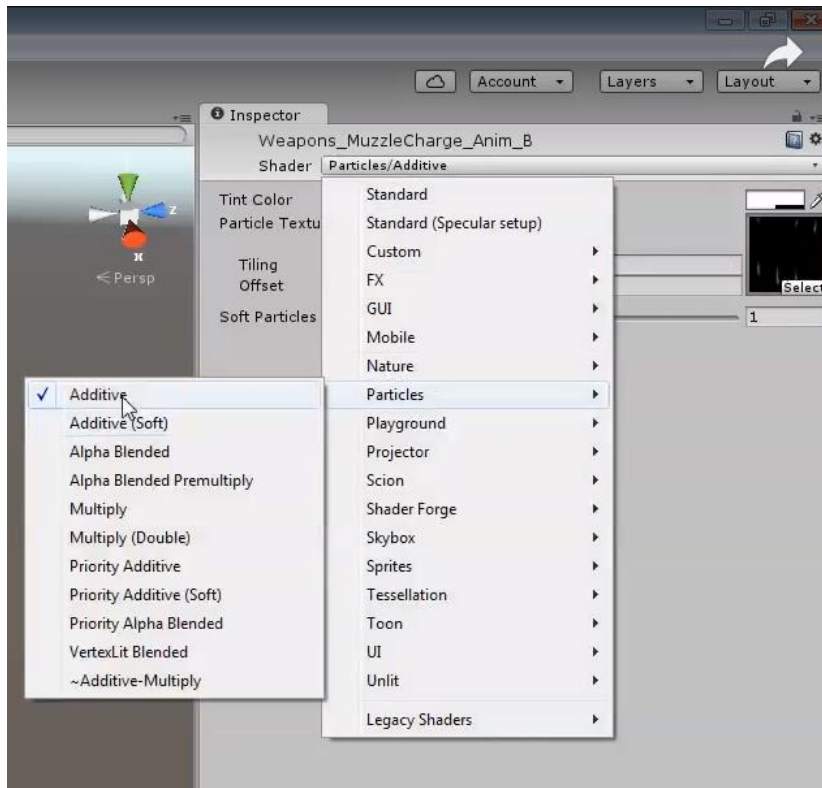 Account
Layers
Layout
Inspector
Weapons_MuzzleCharge_Anim_B
Shader Particles/Additive
Tint Color
Particle Textu
Tiling
Offset
Soft Particles
1
Select
z
x
Persp
Standard
Standard (Specular setup)
Custom
FX
GUI
Mobile
Nature
Particles
Playground
Projector
Scion
Shader Forge
Skybox
Sprites
Tessellation
Toon
UI
Unlit
Legacy Shaders
Additive
Additive (Soft)
Alpha Blended
Alpha Blended Premultiply
Multiply
Multiply (Double)
Priority Additive
Priority Additive (Soft)
Priority Alpha Blended
VertexLit Blended
~Additive-Multiply